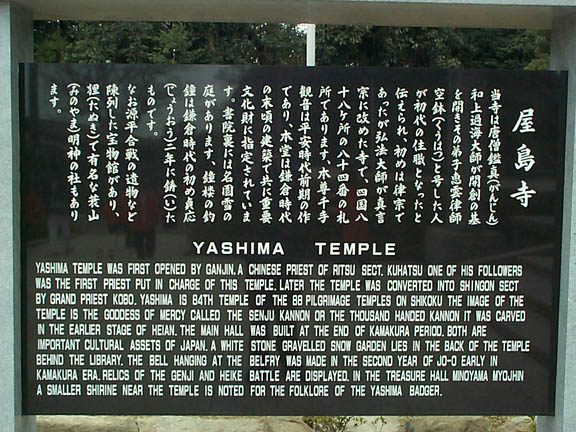 屋島寺
当寺は唐僧鑑真(がんじん)
和上過海大師が開創の基
を開きその弟子恵雲律師
空鉢(くうはつ)と号した人
が初代の住職となったと
伝えられ、初めは律宗で
あったが弘法大師が真言
宗に改めた寺で、四国八
十八ケ所の八十四番の札
所であります、本尊千手
観音は平安時代前期の作
であり、本堂は鎌倉時代
の末頃の建築で共に重要
文化財に指定されていま
す。書院裏には名園雪の
庭があります、鐘楼の釣
鐘は鎌倉時代の初め貞応
(じょうおう)二年に鋳(い)た
ものです。
なお源平合戦の遺物など
陳列した宝物館があり、
狸(たぬき)で有名な蓑山
(みのやま)明神の社もあり
ます。
YASHIMA TEMPLE
YASHIMA TEMPLE WAS FIRST OPENED BY GANJIN. A CHINESE PRIEST OF RITSU SECT. KUHATSU ONE OF HIS FOLLOWERS
WAS THE FIRST PRIEST PUT IN CHARGE OF THIS TEMPLE. LATER THE TEMPLE WAS CONVERTED INTO SHINGON SECT
BY GRAND PRIEST KOBO. YASHIMA IS 84TH TEMPLE OF THE 88 PILGRIMAGE TEMPLES ON SHIKOKU THE IMAGE OF THE
TEMPLE IS THE GODDESS OF MERCY CALLED THE SENJU KANNON OR THE THOUSAND HANDED KANNON IT WAS CARVED
IN THE EARLIER STAGE OF HEIAN. THE MAIN HALL WAS BUILT AT THE END OF KAMAKURA PERIOD. BOTH ARE
IMPORTANT CULTURAL ASSETS OF JAPAN. A WHITE STONE GRAVELLED SNOW GARDEN LIES IN THE BACK OF THE TEMPLE
BEHIND THE LIBRARY. THE BELL HANGING AT THE BELFRY WAS MADE IN THE SECOND YEAR OF JO-O EARLY IN
KAMAKURA ERA. RELICS OF THE GENJI AND HEIKE BATTLE ARE DISPLAYED. IN THE TREASURE HALL MINOYAMA MYOJHIN
A SMALLER SHIRINE NEAR THE TEMPLE IS NOTED FOR THE FOLKLORE OF THE YASHIMA BADGER.